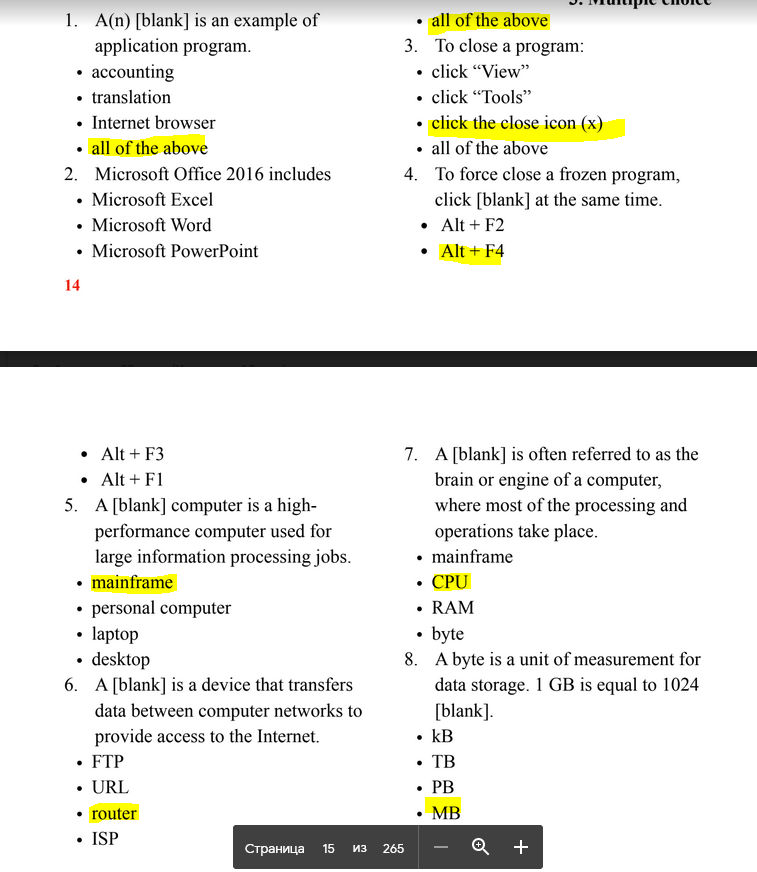 Multiple choice
1. A(n) [blank] is an example of
application program.
• accounting
• translation
• Internet browser
• all of the above
2. Microsoft Office 2016 includes
• Microsoft Excel
• Microsoft Word
• Microsoft PowerPoint
• all of the above
3. To close a program:
• click “View”
• click “Tools”
• click the close icon (x)
• all of the above
4. To force close a frozen program,
click [blank] at the same time.
• Alt + F2
• Alt + F4
14
• Alt + F3
• Alt + F1
5. A [blank] computer is a high-
performance computer used for
large information processing jobs.
• mainframe
• personal computer
• laptop
• desktop
6. A [blank] is a device that transfers
data between computer networks to
provide access to the Internet.
• FTP
• URL
• router
• ISP
7. A [blank] is often referred to as the
brain or engine of a computer,
where most of the processing and
operations take place.
• mainframe
• CPU
• RAM
• byte
8. A byte is a unit of measurement for
data storage. 1 GB is equal to 1024
[blank].
• kB
• TB
• PB
• MB
Страница 15 из 265